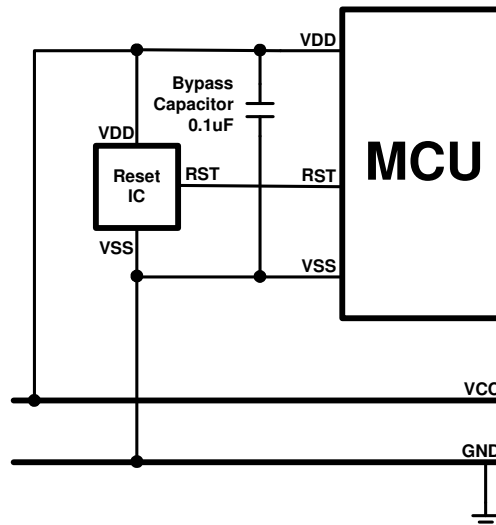 VDD
Bypass
Capacitor
0.1uF
VDD
MCU
Reset
IC
RST
RST
VSS
VSS
VCC
GND